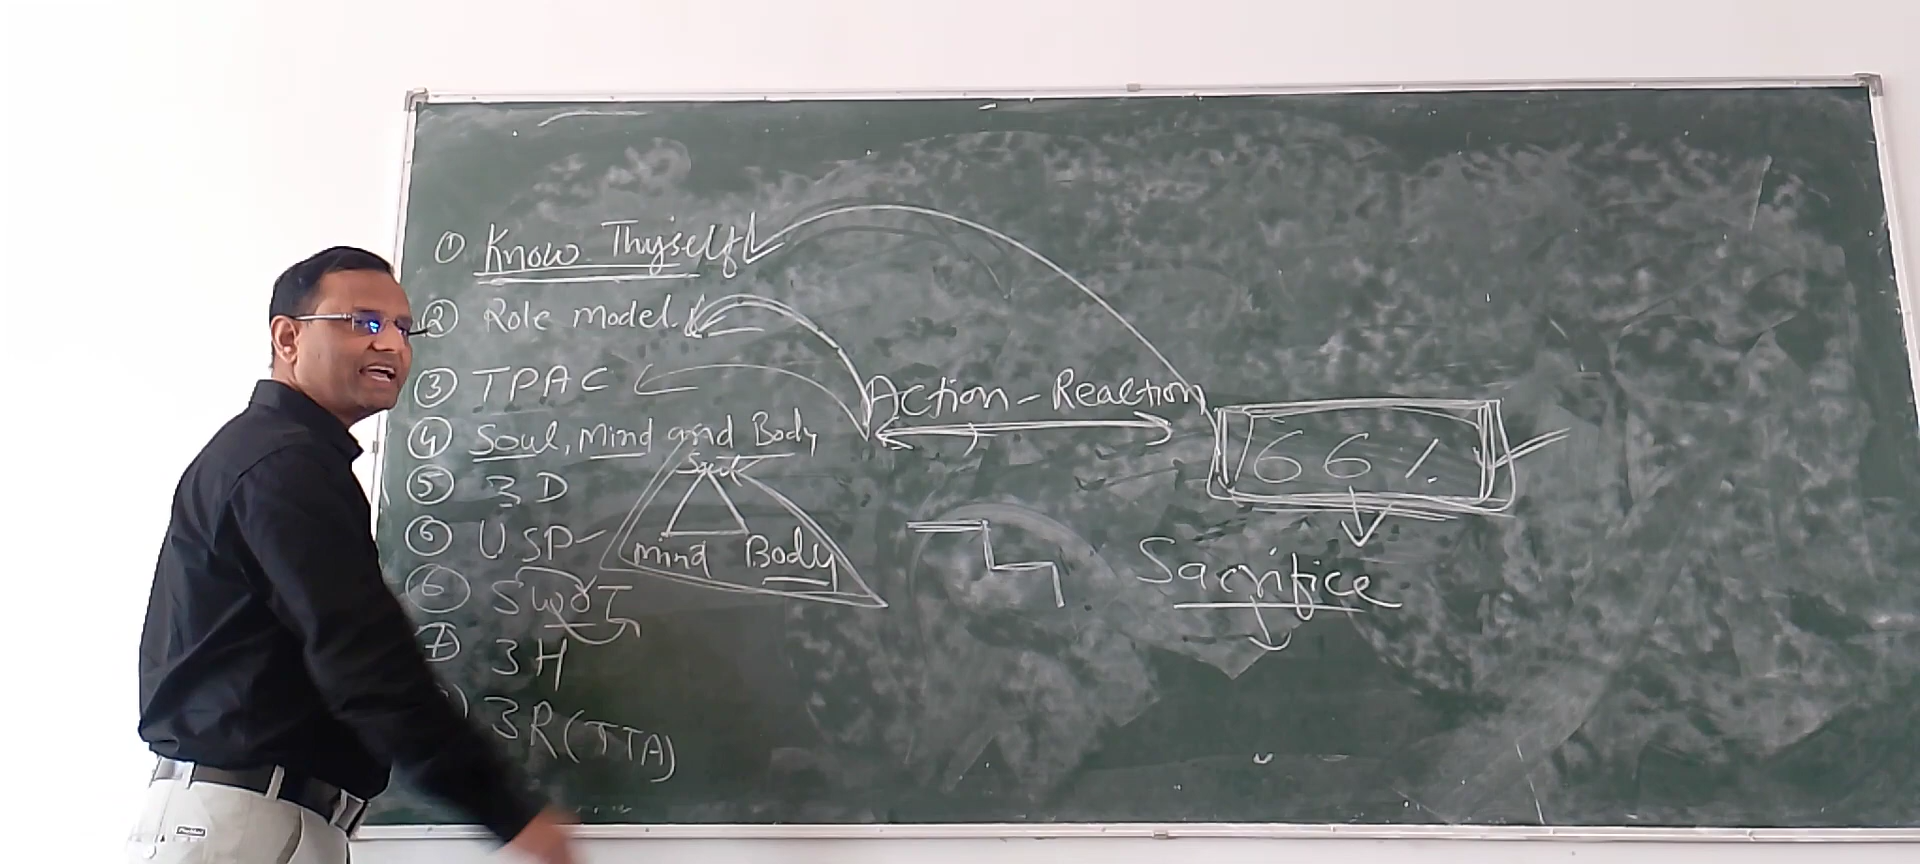 ① Know Thyself
② Role model.
③ TPAC
④ Soul, Mind and Body
⑤ 3D
⑥ USP
⑥ SWOT
⑦ 3H
3R (TTA)
Soul
Mind Body
Action - Reaction
66%
Sacrifice